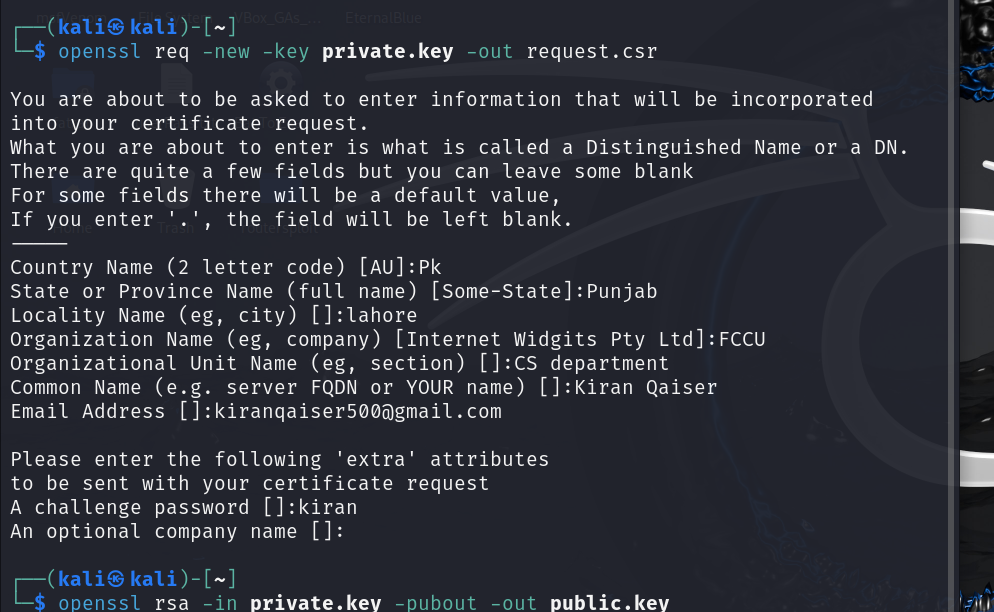 File System VBox_GAs_... EternalBlue
┌──(kali㉿kali)-[~]
└─$ openssl req -new -key private.key -out request.csr
You are about to be asked to enter information that will be incorporated
into your certificate request.
What you are about to enter is what is called a Distinguished Name or a DN.
There are quite a few fields but you can leave some blank
For some fields there will be a default value,
If you enter '.', the field will be left blank.
-----
Country Name (2 letter code) [AU]:Pk
State or Province Name (full name) [Some-State]:Punjab
Locality Name (eg, city) []:lahore
Organization Name (eg, company) [Internet Widgits Pty Ltd]:FCCU
Organizational Unit Name (eg, section) []:CS department
Common Name (e.g. server FQDN or YOUR name) []:Kiran Qaiser
Email Address []:kiranqaiser500@gmail.com
Please enter the following 'extra' attributes
to be sent with your certificate request
A challenge password []:kiran
An optional company name []:
┌──(kali㉿kali)-[~]
└─$ openssl rsa -in private.key -pubout -out public.key